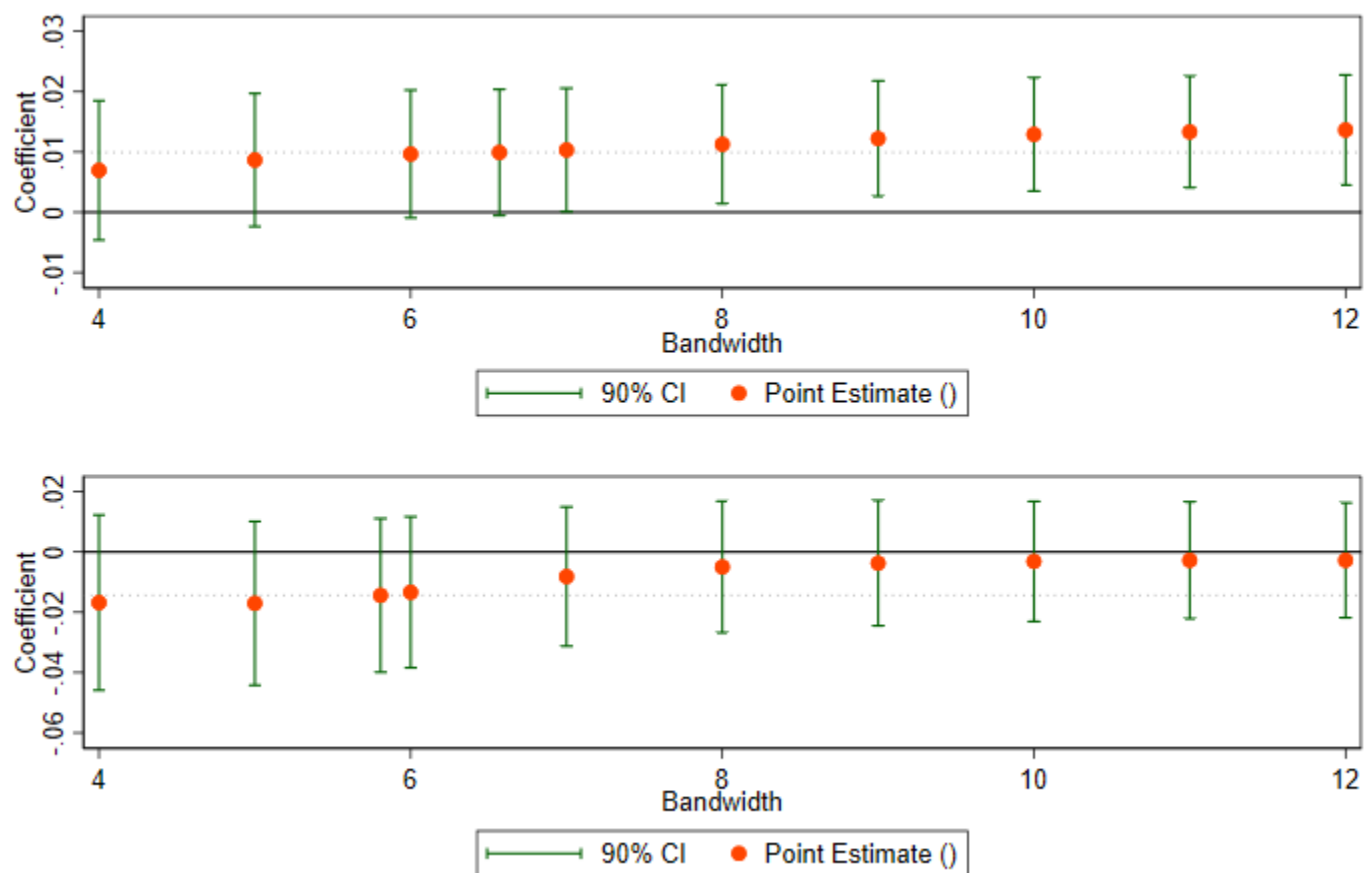 .03
.02
.01
0
-.01
Coefficient
4 6 8 10 12
Bandwidth
90% CI Point Estimate ()
.02
0
-.02
-.04
-.06
Coefficient
4 6 8 10 12
Bandwidth
90% CI Point Estimate ()